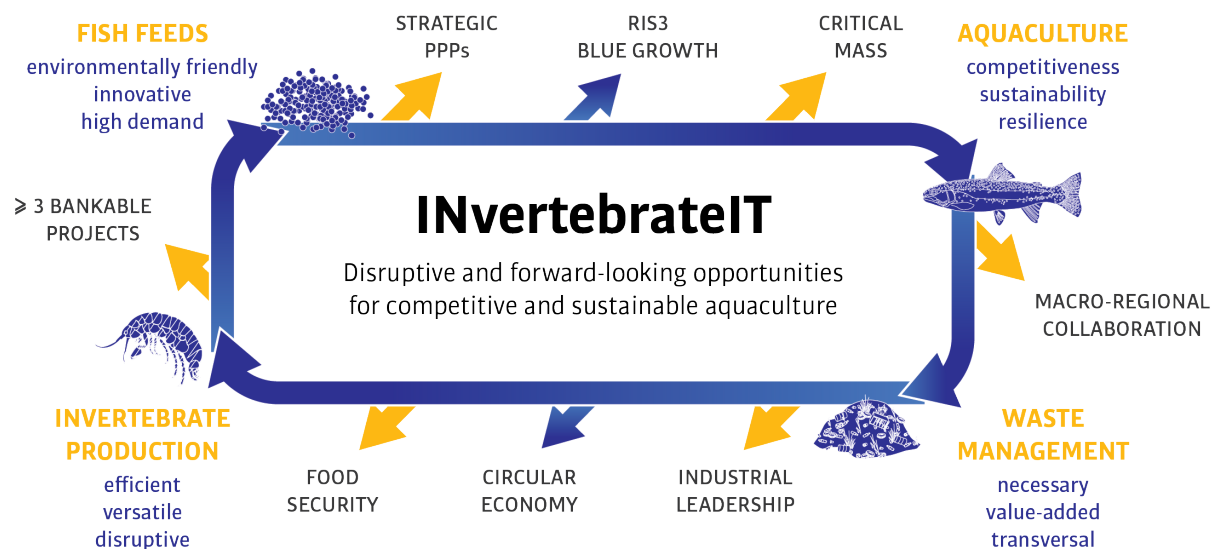 FISH FEEDS
environmentally friendly
innovative
high demand
STRATEGIC
PPPs
RIS3
BLUE GROWTH
CRITICAL
MASS
AQUACULTURE
competitiveness
sustainability
resilience
⩾ 3 BANKABLE
PROJECTS
INvertebrateIT
Disruptive and forward-looking opportunities
for competitive and sustainable aquaculture
MACRO-REGIONAL
COLLABORATION
INVERTEBRATE
PRODUCTION
efficient
versatile
disruptive
FOOD
SECURITY
CIRCULAR
ECONOMY
INDUSTRIAL
LEADERSHIP
WASTE
MANAGEMENT
necessary
value-added
transversal